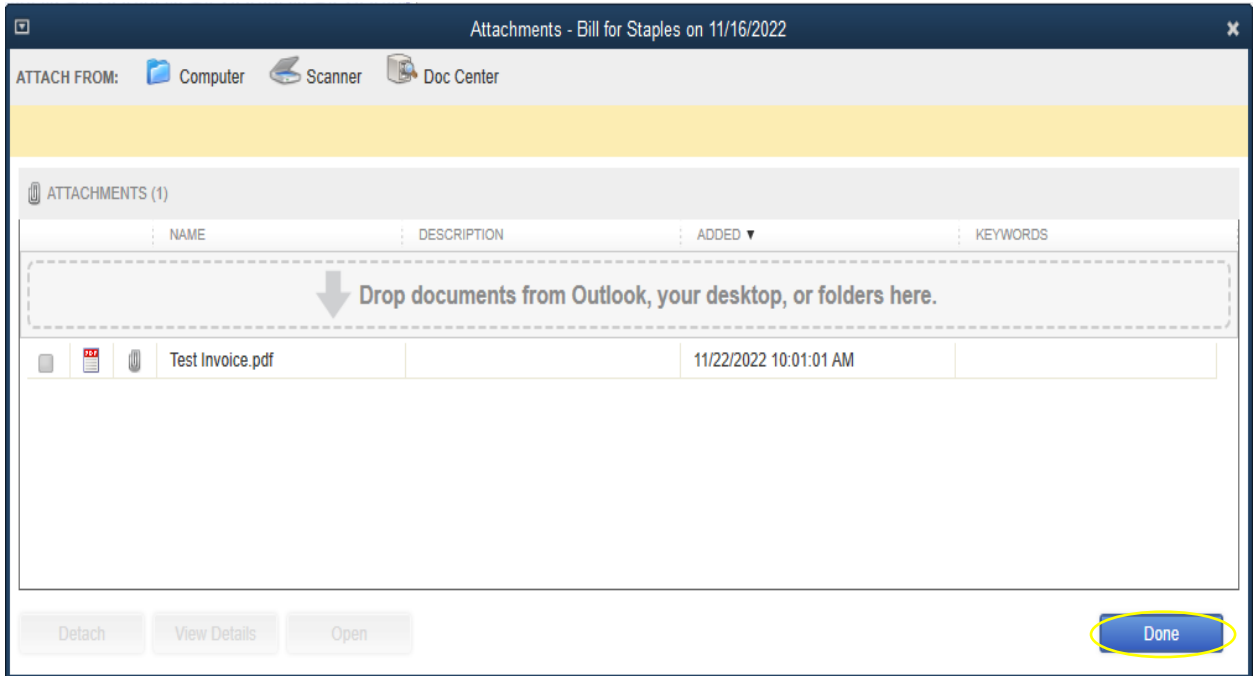 Attachments - Bill for Staples on 11/16/2022
ATTACH FROM: Computer Scanner Doc Center
ATTACHMENTS (1)
NAME DESCRIPTION ADDED ▼ KEYWORDS
Drop documents from Outlook, your desktop, or folders here.
PDF Test Invoice.pdf 11/22/2022 10:01:01 AM
Detach View Details Open Done